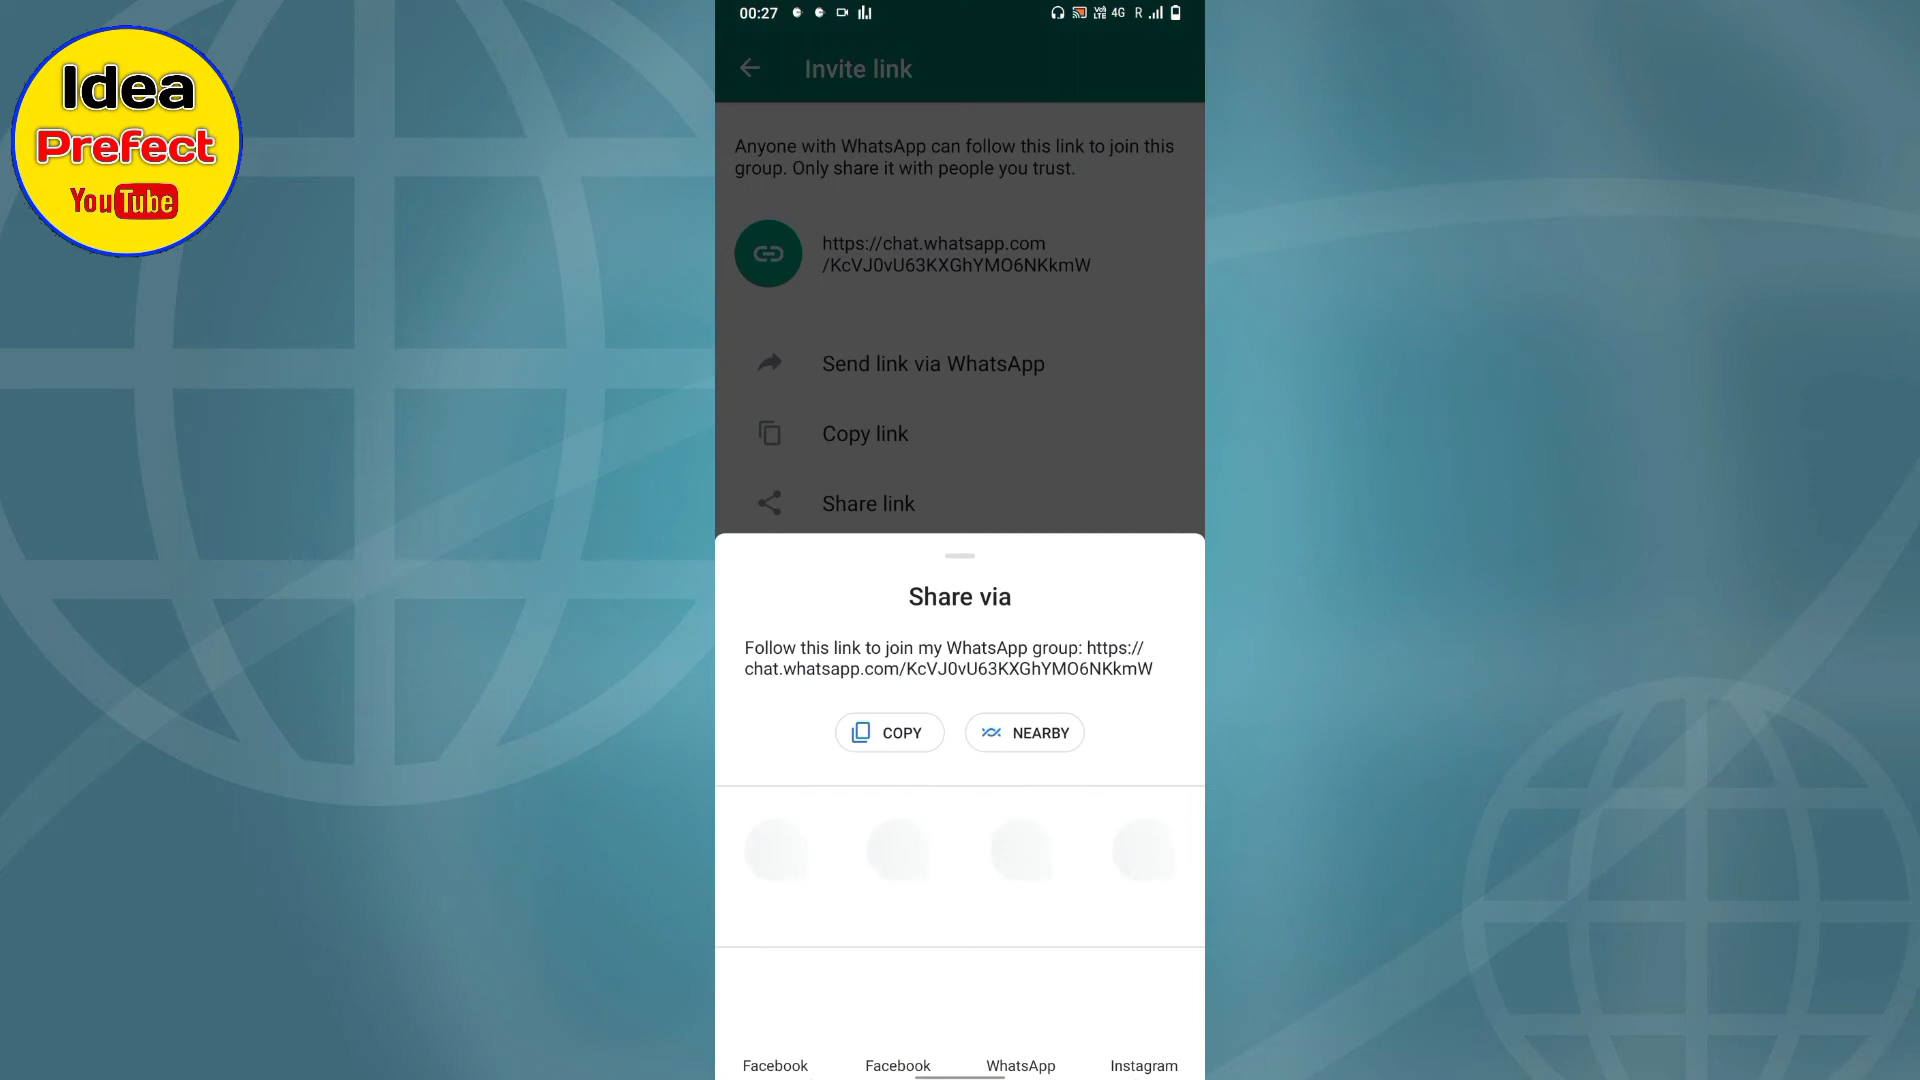 Idea
Prefect
YouTube
00:27
4G R
Invite link
Anyone with WhatsApp can follow this link to join this
group. Only share it with people you trust.
https://chat.whatsapp.com
/KcVJ0vU63KXGhYMO6NKkmW
Send link via WhatsApp
Copy link
Share link
Share via
Follow this link to join my WhatsApp group: https://
chat.whatsapp.com/KcVJ0vU63KXGhYMO6NKkmW
COPY
NEARBY
Facebook
Facebook
WhatsApp
Instagram